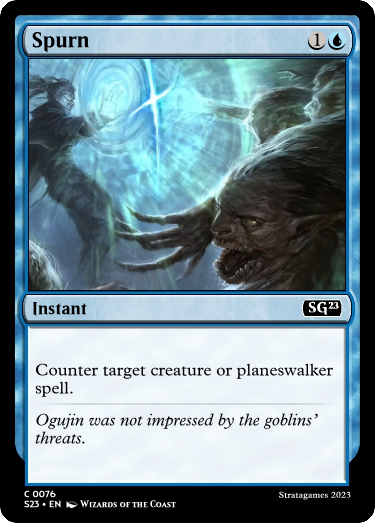 Spurn 1
Instant SG23
Counter target creature or planeswalker
spell.
Ogujin was not impressed by the goblins'
threats.
C 0076
S23 • EN Wizards of the Coast Stratagames 2023